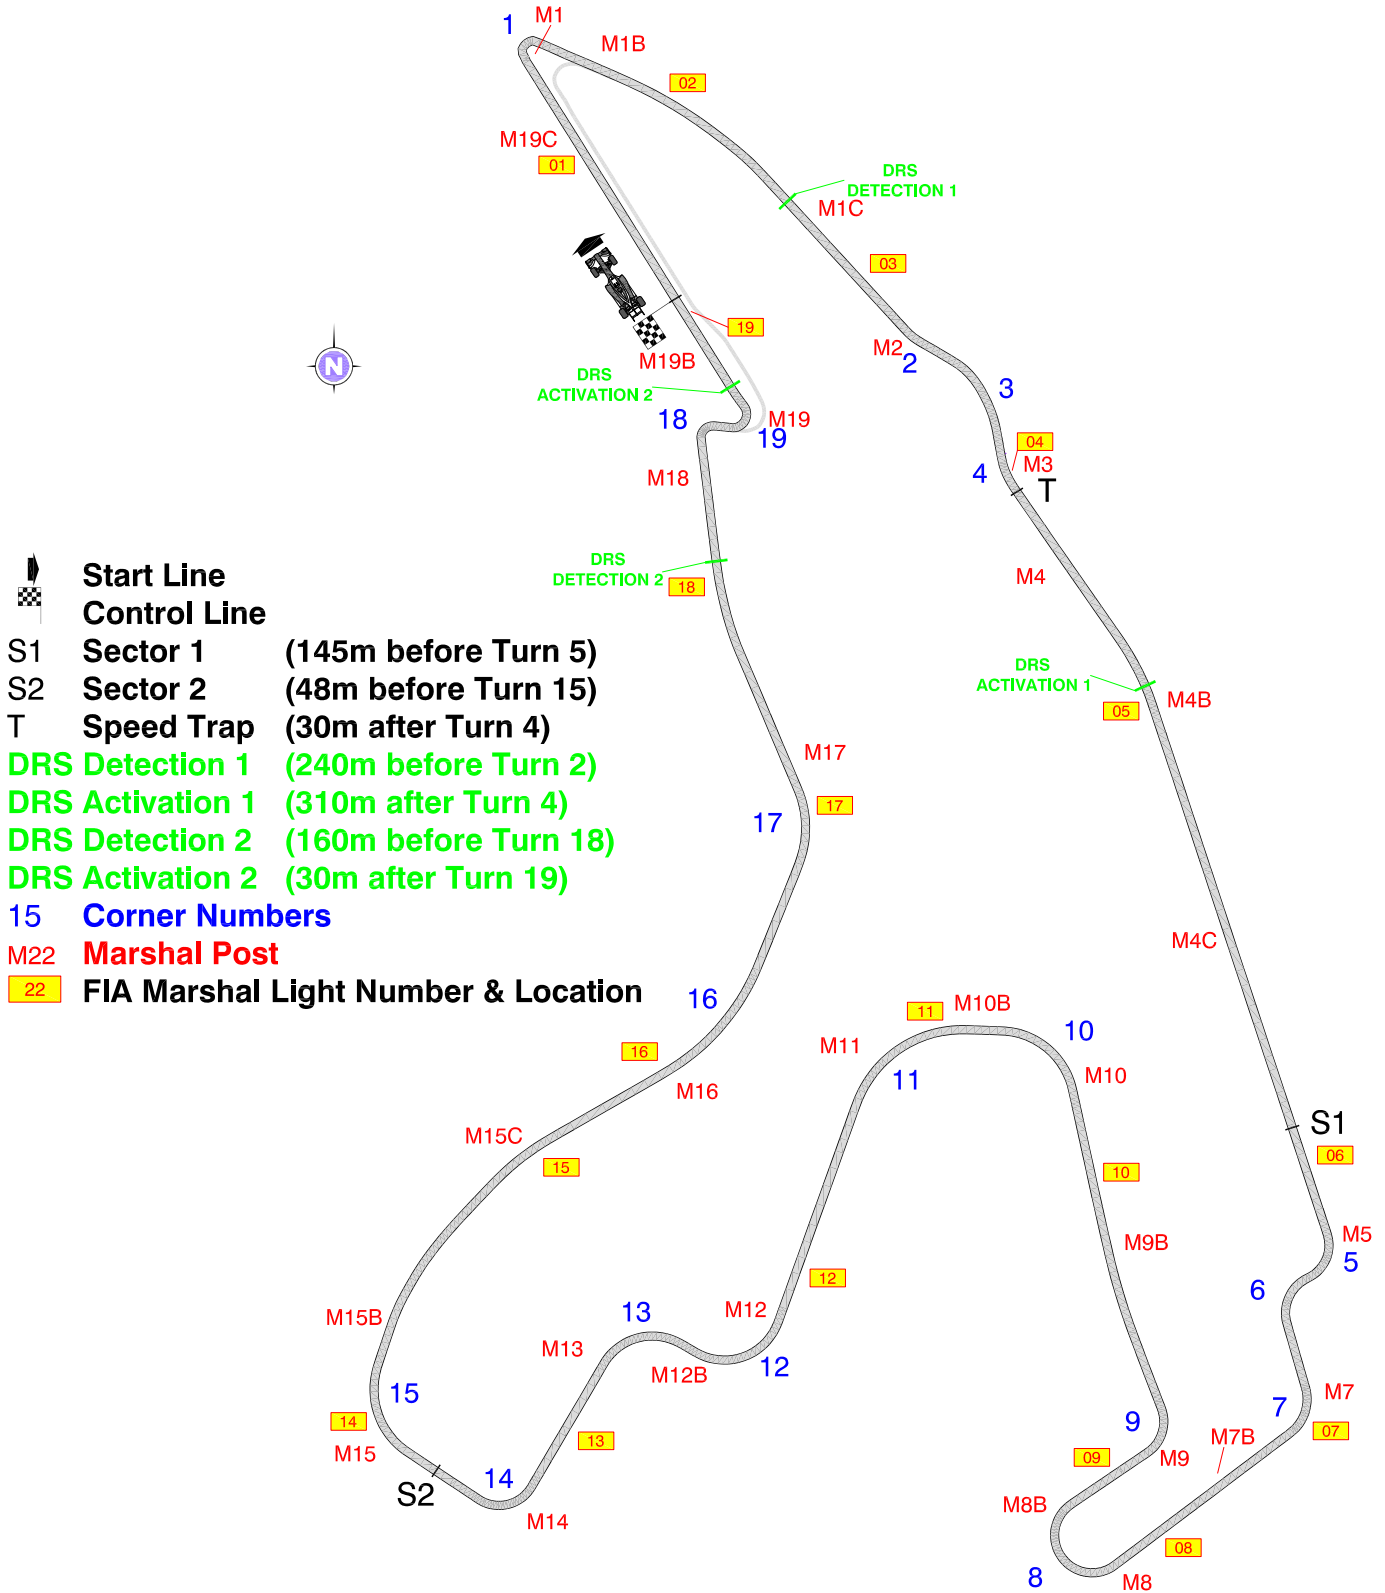 1
M1
M1B
02
M19C
01
DRS
DETECTION 1
M1C
03
19
M2
2
M19B
DRS
ACTIVATION 2
3
18
M19
19
04
M3
4
T
M18
N
DRS
DETECTION 2
18
M4
DRS
ACTIVATION 1
05
M4B
Start Line
Control Line
S1 Sector 1 (145m before Turn 5)
S2 Sector 2 (48m before Turn 15)
T Speed Trap (30m after Turn 4)
DRS Detection 1 (240m before Turn 2)
DRS Activation 1 (310m after Turn 4)
DRS Detection 2 (160m before Turn 18)
DRS Activation 2 (30m after Turn 19)
15 Corner Numbers
M22 Marshal Post
22 FIA Marshal Light Number & Location
M17
17
17
M4C
16
16
M16
11
M10B
10
M11
11
M10
S1
06
M15C
15
10
M9B
M5
5
6
12
M12
M15B
13
M13
M12B
12
15
14
M15
13
9
M9
09
7
M7
07
M7B
S2
14
M14
M8B
08
8
M8